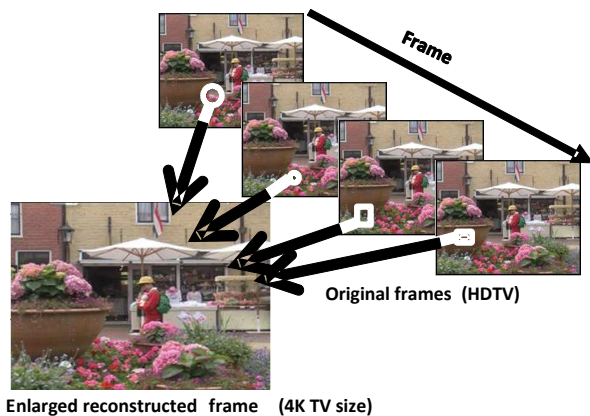 Frame
Original frames (HDTV)
Enlarged reconstructed frame (4K TV size)